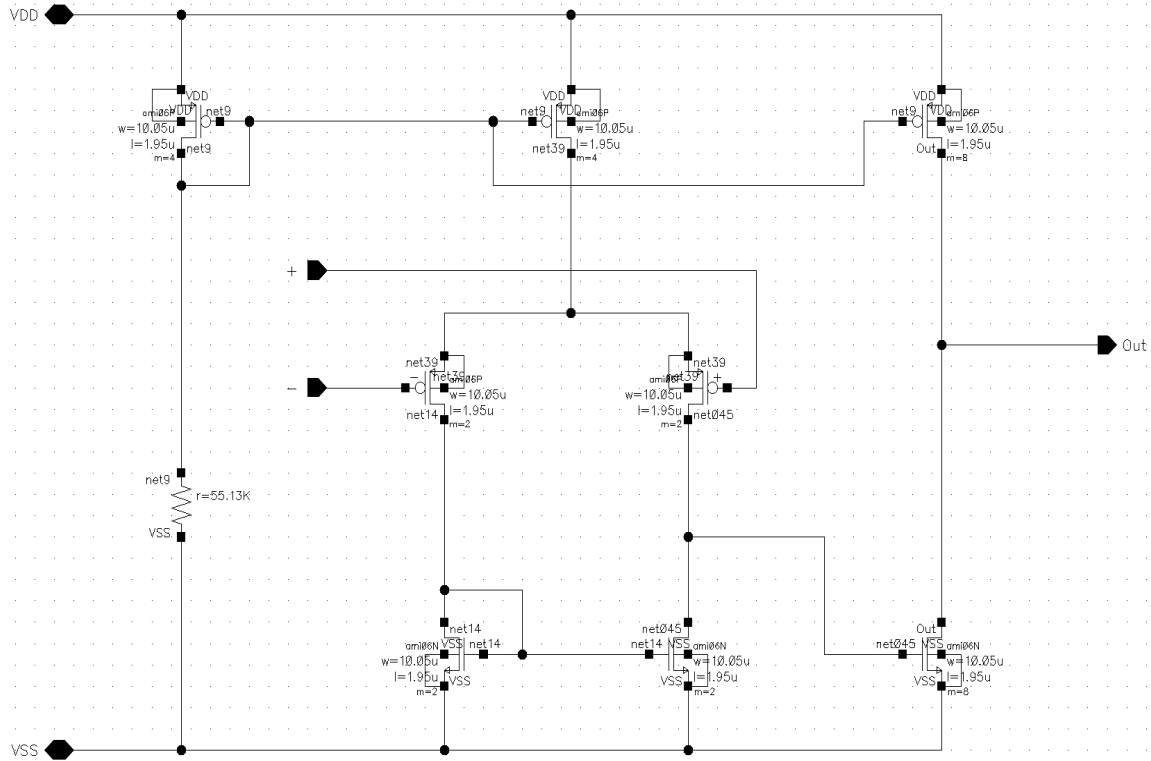 VDD
VDD
VDD
ami06P
net9
w=10.05u
l=1.95u
net9
m=4
VDD
net9
VDD
ami06P
w=10.05u
l=1.95u
net39
m=4
VDD
net9
VDD
ami06P
w=10.05u
l=1.95u
Out
m=8
+
net39
-
net39
ami06P
w=10.05u
l=1.95u
net14
m=2
-
net39
net39
ami06P
+
w=10.05u
l=1.95u
netØ45
m=2
Out
net9
r=55.13K
VSS
net14
ami06N
VSS
net14
w=10.05u
l=1.95u
VSS
m=2
netØ45
net14
VSS
ami06N
w=10.05u
l=1.95u
VSS
m=2
Out
netØ45
VSS
ami06N
w=10.05u
l=1.95u
VSS
m=8
VSS